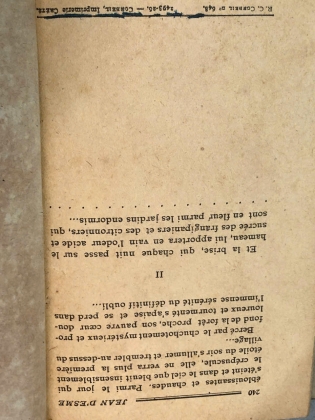 240 JEAN D'ESME
éblouissantes et chaudes. Parmi le jour qui
s'éteint dans le ciel que bleuit insensiblement
le crépuscule, elle ne verra plus la première
étoile du soir s'allumer et trembler au-dessus du
village...
Bercé par le chuchotement mystérieux et pro-
fond de la forêt proche, son pauvre cœur dou-
loureux et tourmenté s'apaise et se perd dans
l'immense sérénité du définitif oubli...
II
Et la brise, qui chaque nuit passe sur le
hameau, lui apportera en vain l'odeur acide et
sucrée des frangipaniers et des citronniers, qui
sont en fleur parmi les jardins endormis...
R. C. CORBEIL N° 648. 2493-26. — CORBEIL, Imprimerie CRÉTÉ.